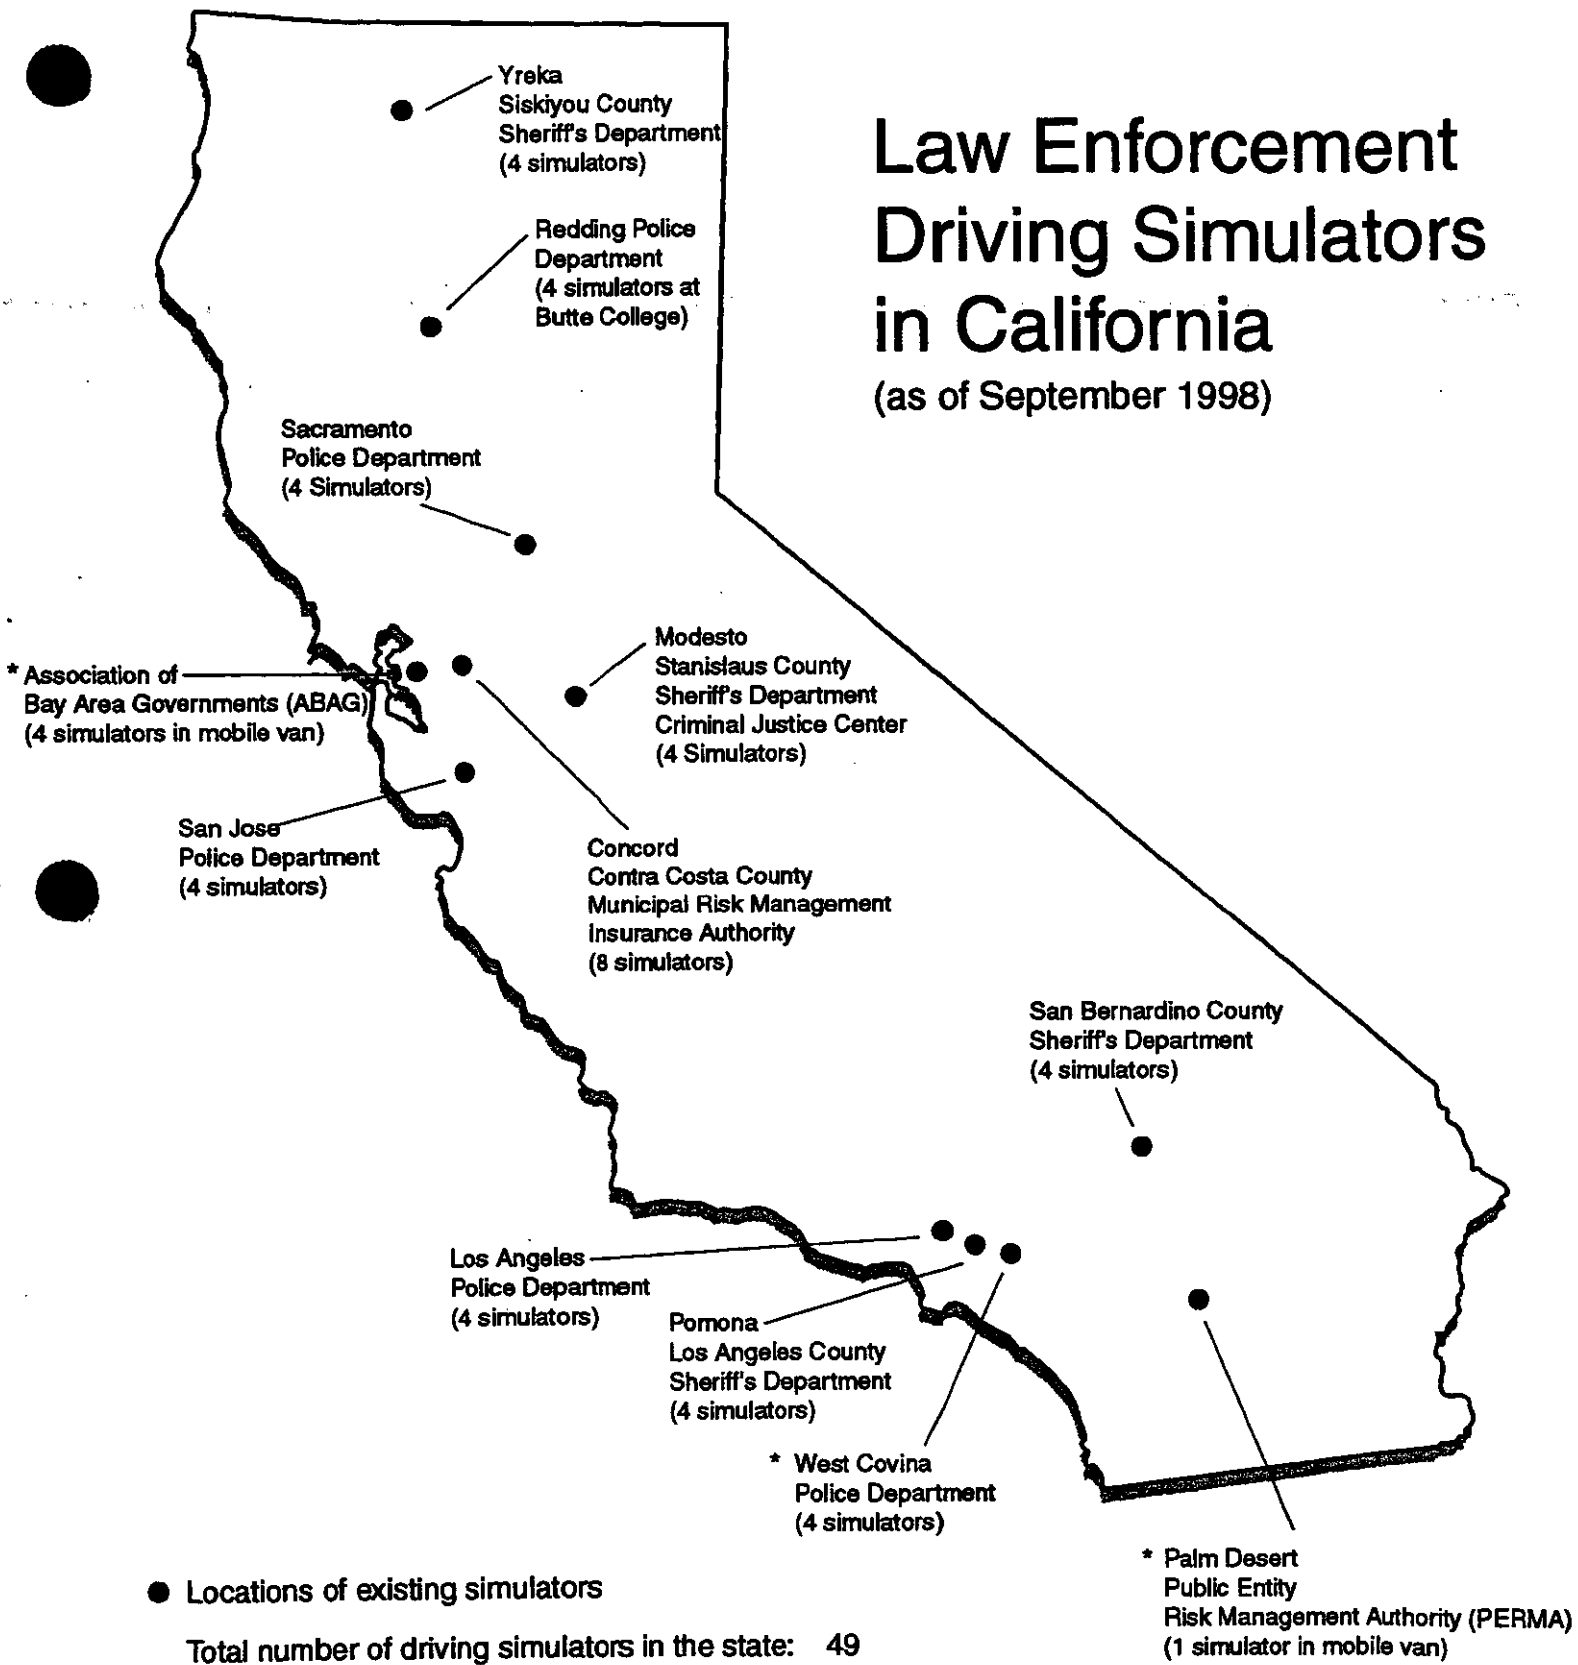 Law Enforcement
Driving Simulators
in California
(as of September 1998)
Yreka
Siskiyou County
Sheriff's Department
(4 simulators)
Redding Police
Department
(4 simulators at
Butte College)
Sacramento
Police Department
(4 Simulators)
* Association of
Bay Area Governments (ABAG)
(4 simulators in mobile van)
Modesto
Stanislaus County
Sheriff's Department
Criminal Justice Center
(4 Simulators)
San Jose
Police Department
(4 simulators)
Concord
Contra Costa County
Municipal Risk Management
Insurance Authority
(8 simulators)
San Bernardino County
Sheriff's Department
(4 simulators)
Los Angeles
Police Department
(4 simulators)
Pomona
Los Angeles County
Sheriff's Department
(4 simulators)
* West Covina
Police Department
(4 simulators)
* Palm Desert
Public Entity
Risk Management Authority (PERMA)
(1 simulator in mobile van)
Locations of existing simulators
Total number of driving simulators in the state: 49